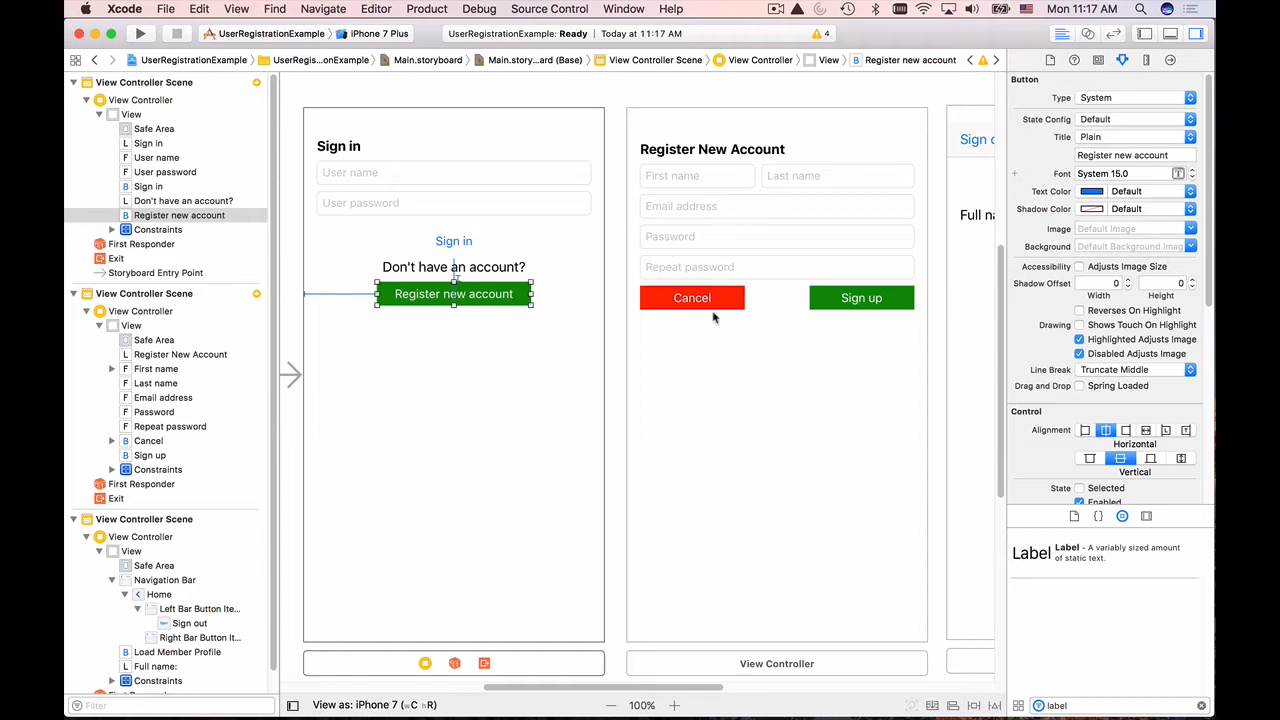 Xcode File Edit View Find Navigate Editor Product Debug Source Control Window Help Mon 11:17 AM
UserRegistrationExample iPhone 7 Plus UserRegistrationExample: Ready Today at 11:17 AM 4
UserRegistrationExample UserRegis...onExample Main.storyboard Main.story...ard (Base) View Controller Scene View Controller View B Register new account
View Controller Scene
View Controller
View
Safe Area
L Sign in
F User name
F User password
B Sign in
L Don't have an account?
B Register new account
Constraints
First Responder
Exit
Storyboard Entry Point
View Controller Scene
View Controller
View
Safe Area
L Register New Account
F First name
F Last name
F Email address
F Password
F Repeat password
B Cancel
B Sign up
Constraints
First Responder
Exit
View Controller Scene
View Controller
View
Safe Area
Navigation Bar
Home
Left Bar Button Ite...
Sign out
Right Bar Button It...
B Load Member Profile
L Full name:
Constraints
First Responder
Filter
Sign in
User name
User password
Sign in
Don't have an account?
Register new account
Register New Account
First name Last name
Email address
Password
Repeat password
Cancel Sign up
View Controller
Sign o
Full na
View as: iPhone 7 (wC hR) 100%
Button
Type System
State Config Default
Title Plain
Register new account
Font System 15.0
Text Color Default
Shadow Color Default
Image Default Image
Background Default Background Imag
Accessibility Adjusts Image Size
Shadow Offset 0 0
Width Height
Reverses On Highlight
Drawing Shows Touch On Highlight
Highlighted Adjusts Image
Disabled Adjusts Image
Line Break Truncate Middle
Drag and Drop Spring Loaded
Control
Alignment
Horizontal
Vertical
State Selected
Enabled
Label Label - A variably sized amount
of static text.
label